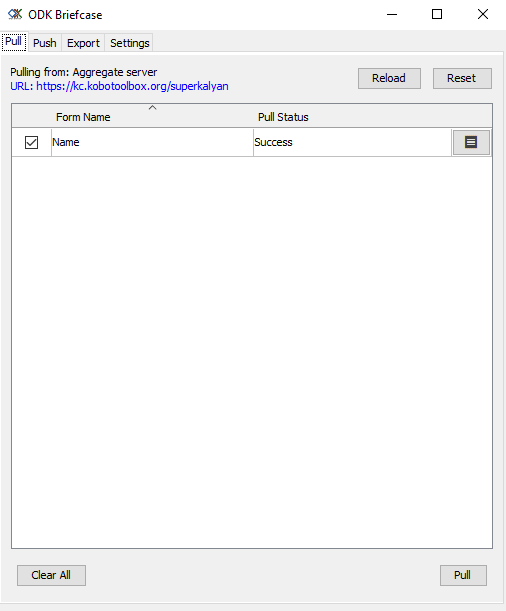 ODK Briefcase
Pull Push Export Settings
Pulling from: Aggregate server
URL: https://kc.kobotoolbox.org/superkalyan
Reload Reset
Form Name Pull Status
Name Success
Clear All Pull